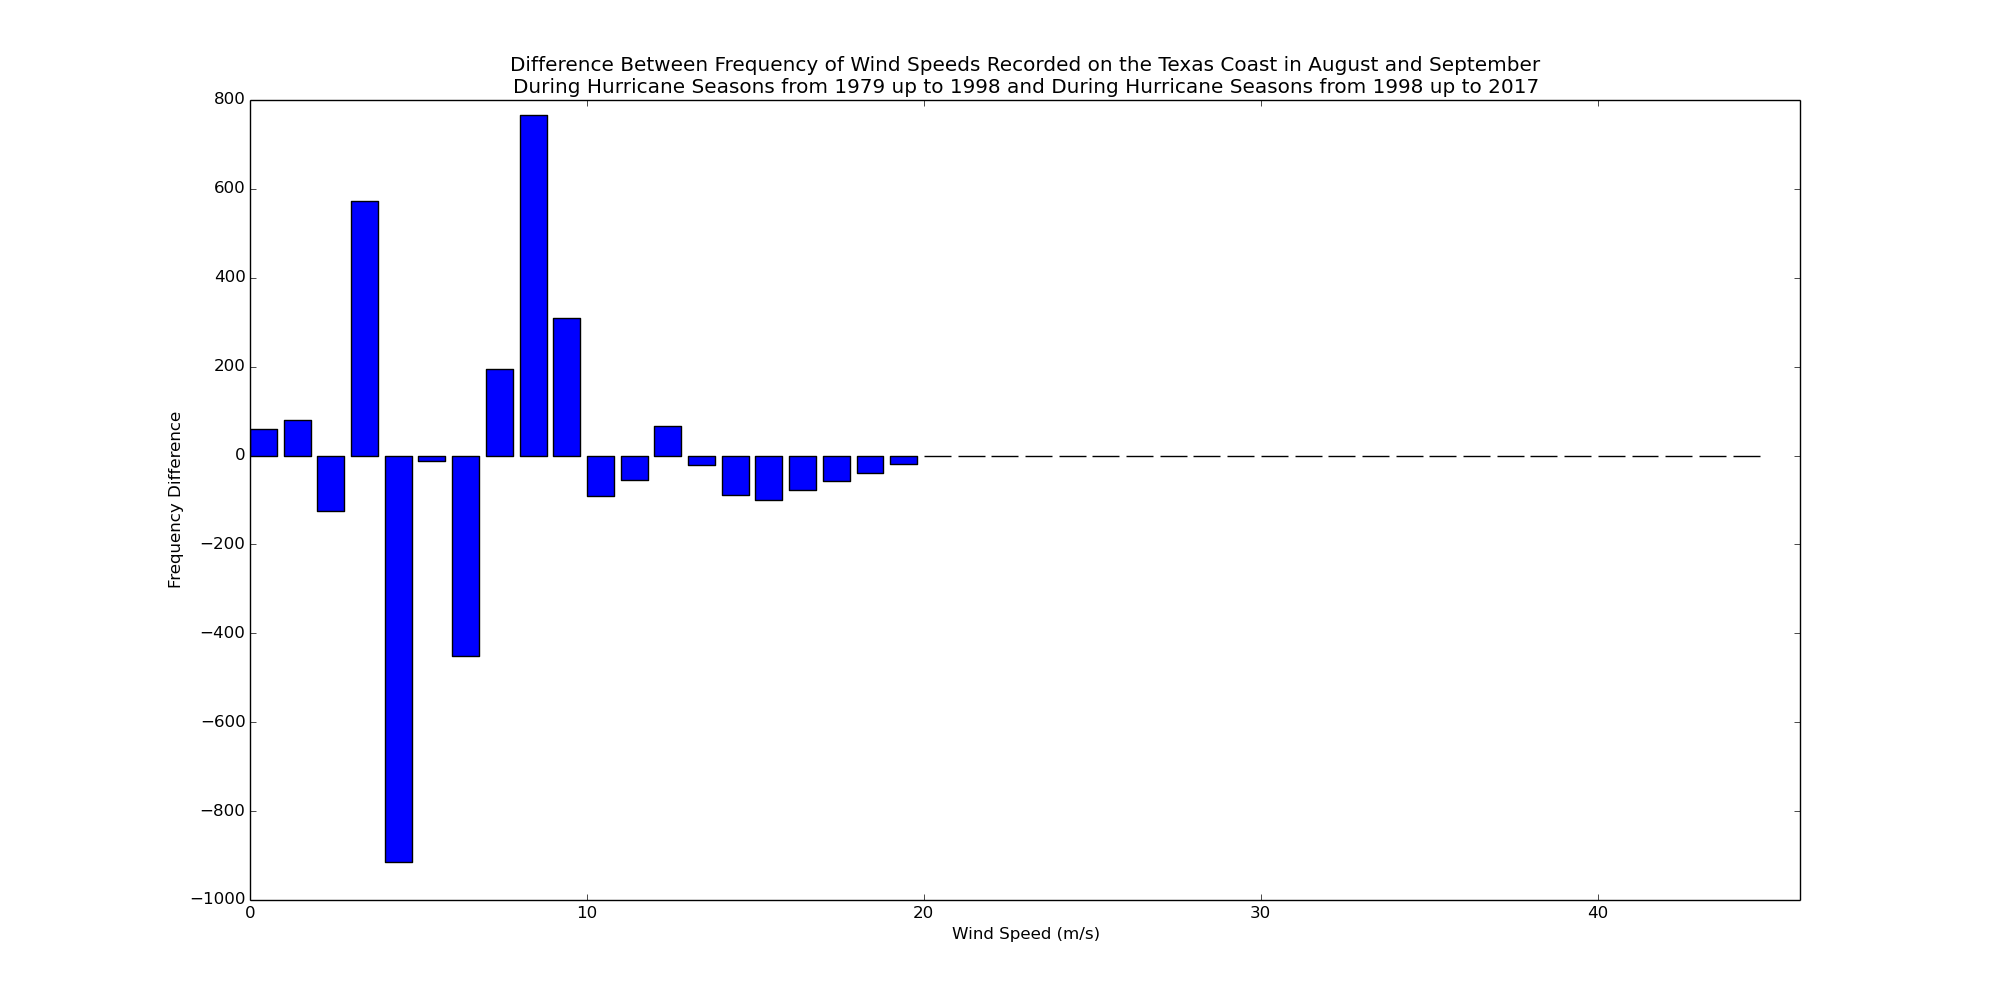 Difference Between Frequency of Wind Speeds Recorded on the Texas Coast in August and September
During Hurricane Seasons from 1979 up to 1998 and During Hurricane Seasons from 1998 up to 2017
800
600
400
200
0
−200
−400
−600
−800
−1000
Frequency Difference
0 10 20 30 40
Wind Speed (m/s)